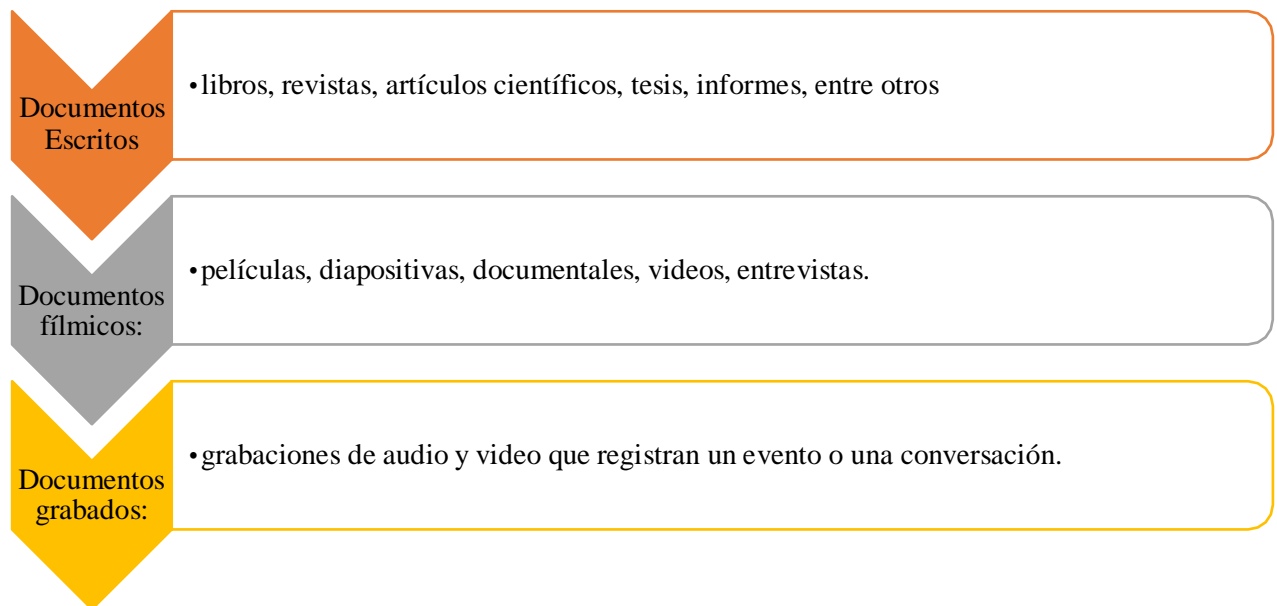 Documentos
Escritos
•libros, revistas, artículos científicos, tesis, informes, entre otros
Documentos
fílmicos:
•películas, diapositivas, documentales, videos, entrevistas.
Documentos
grabados:
•grabaciones de audio y video que registran un evento o una conversación.